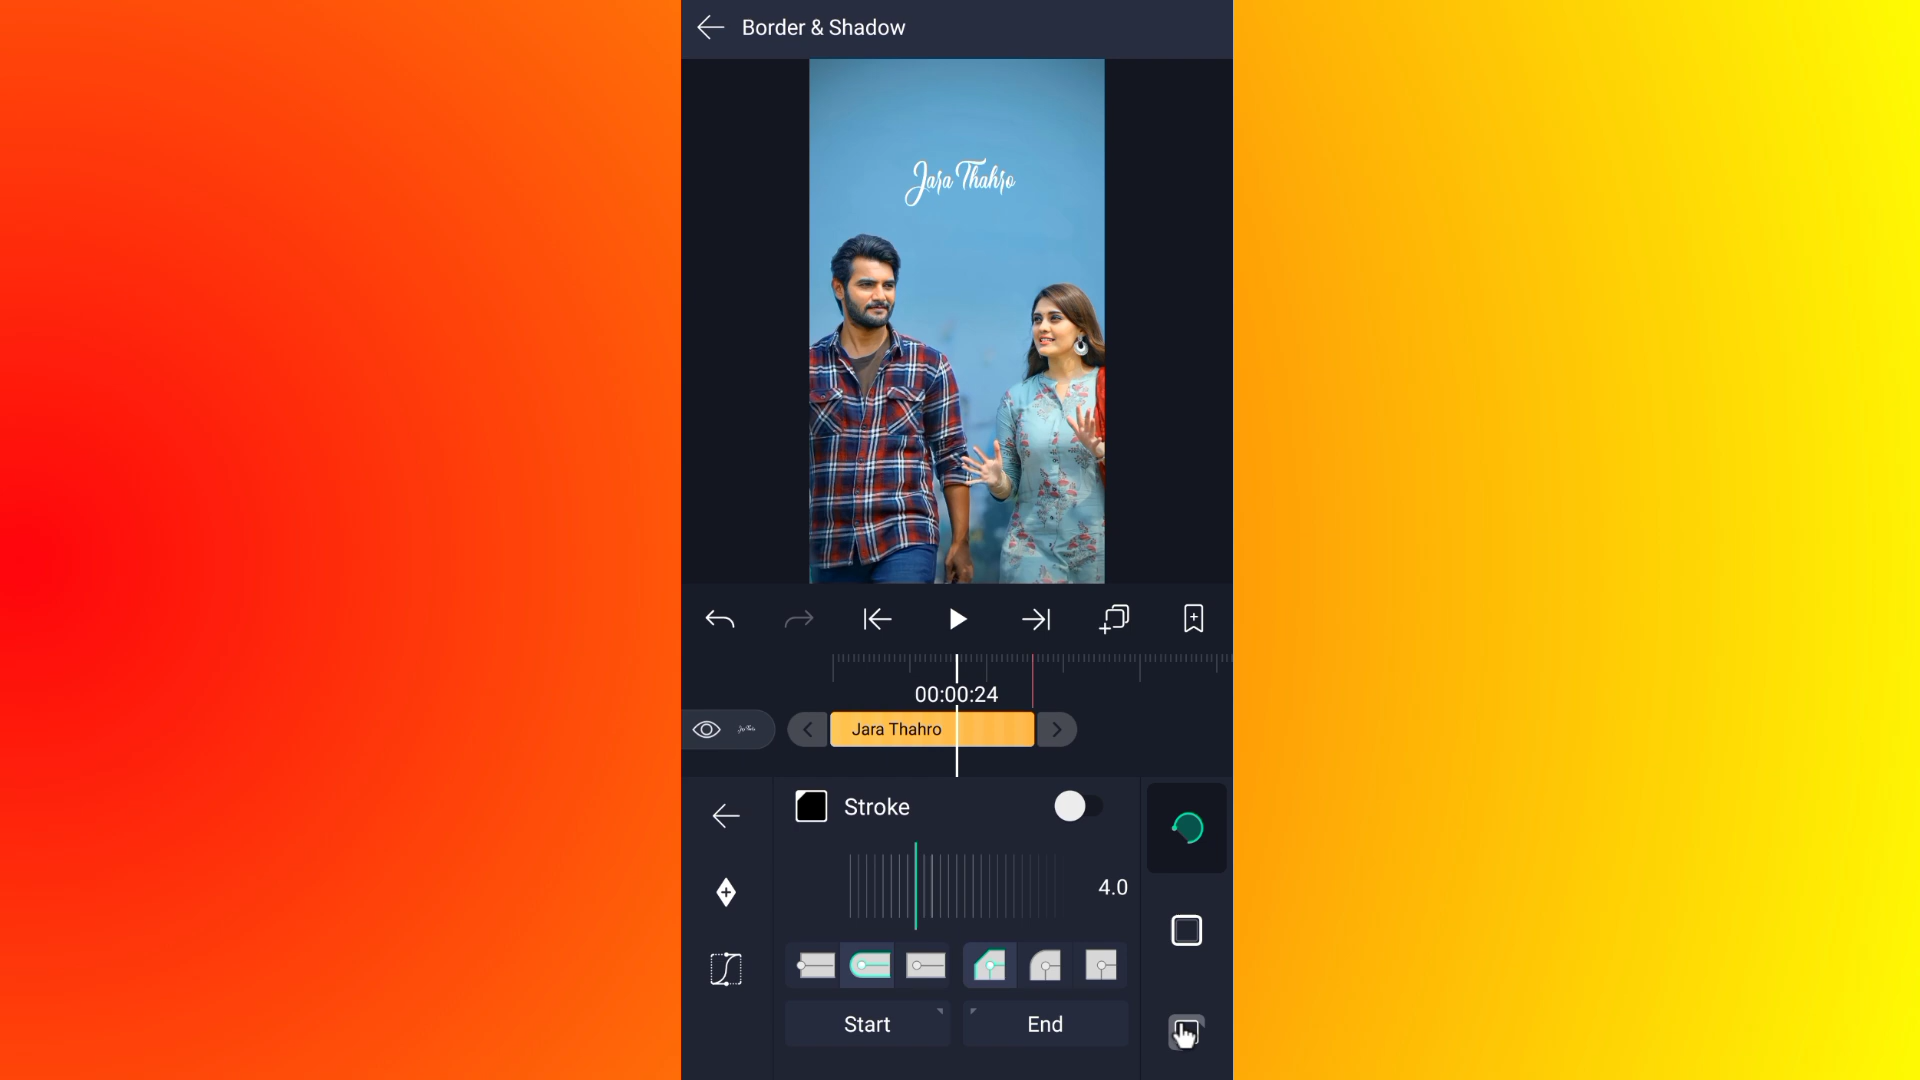 Border & Shadow
Jara Thahro
00:00:24
Jara Thahro
Stroke
4.0
Start
End